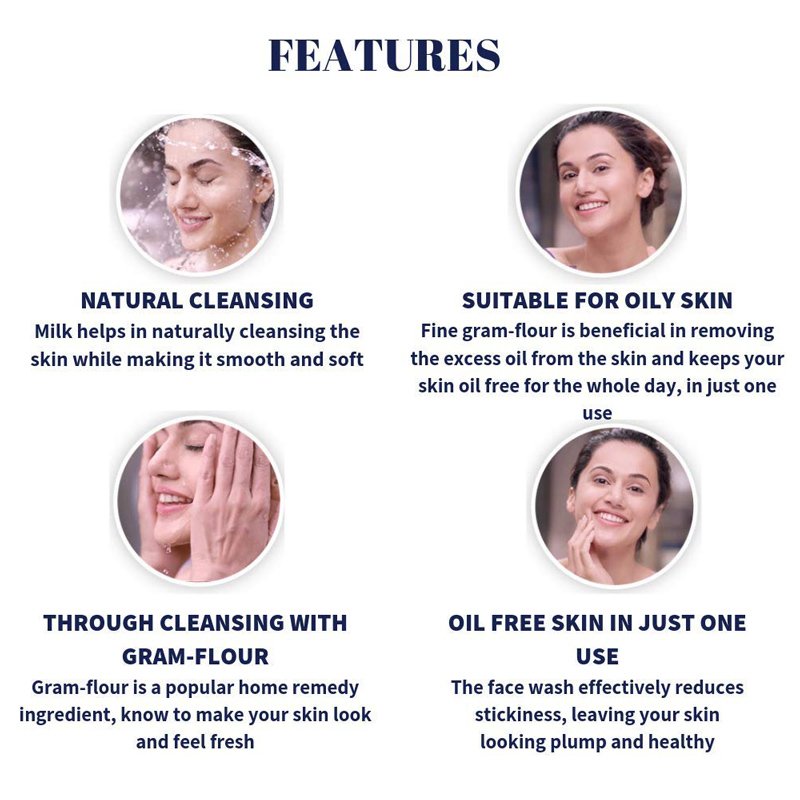 FEATURES
NATURAL CLEANSING
Milk helps in naturally cleansing the
skin while making it smooth and soft
SUITABLE FOR OILY SKIN
Fine gram-flour is beneficial in removing
the excess oil from the skin and keeps your
skin oil free for the whole day, in just one
use
THROUGH CLEANSING WITH
GRAM-FLOUR
Gram-flour is a popular home remedy
ingredient, know to make your skin look
and feel fresh
OIL FREE SKIN IN JUST ONE
USE
The face wash effectively reduces
stickiness, leaving your skin
looking plump and healthy